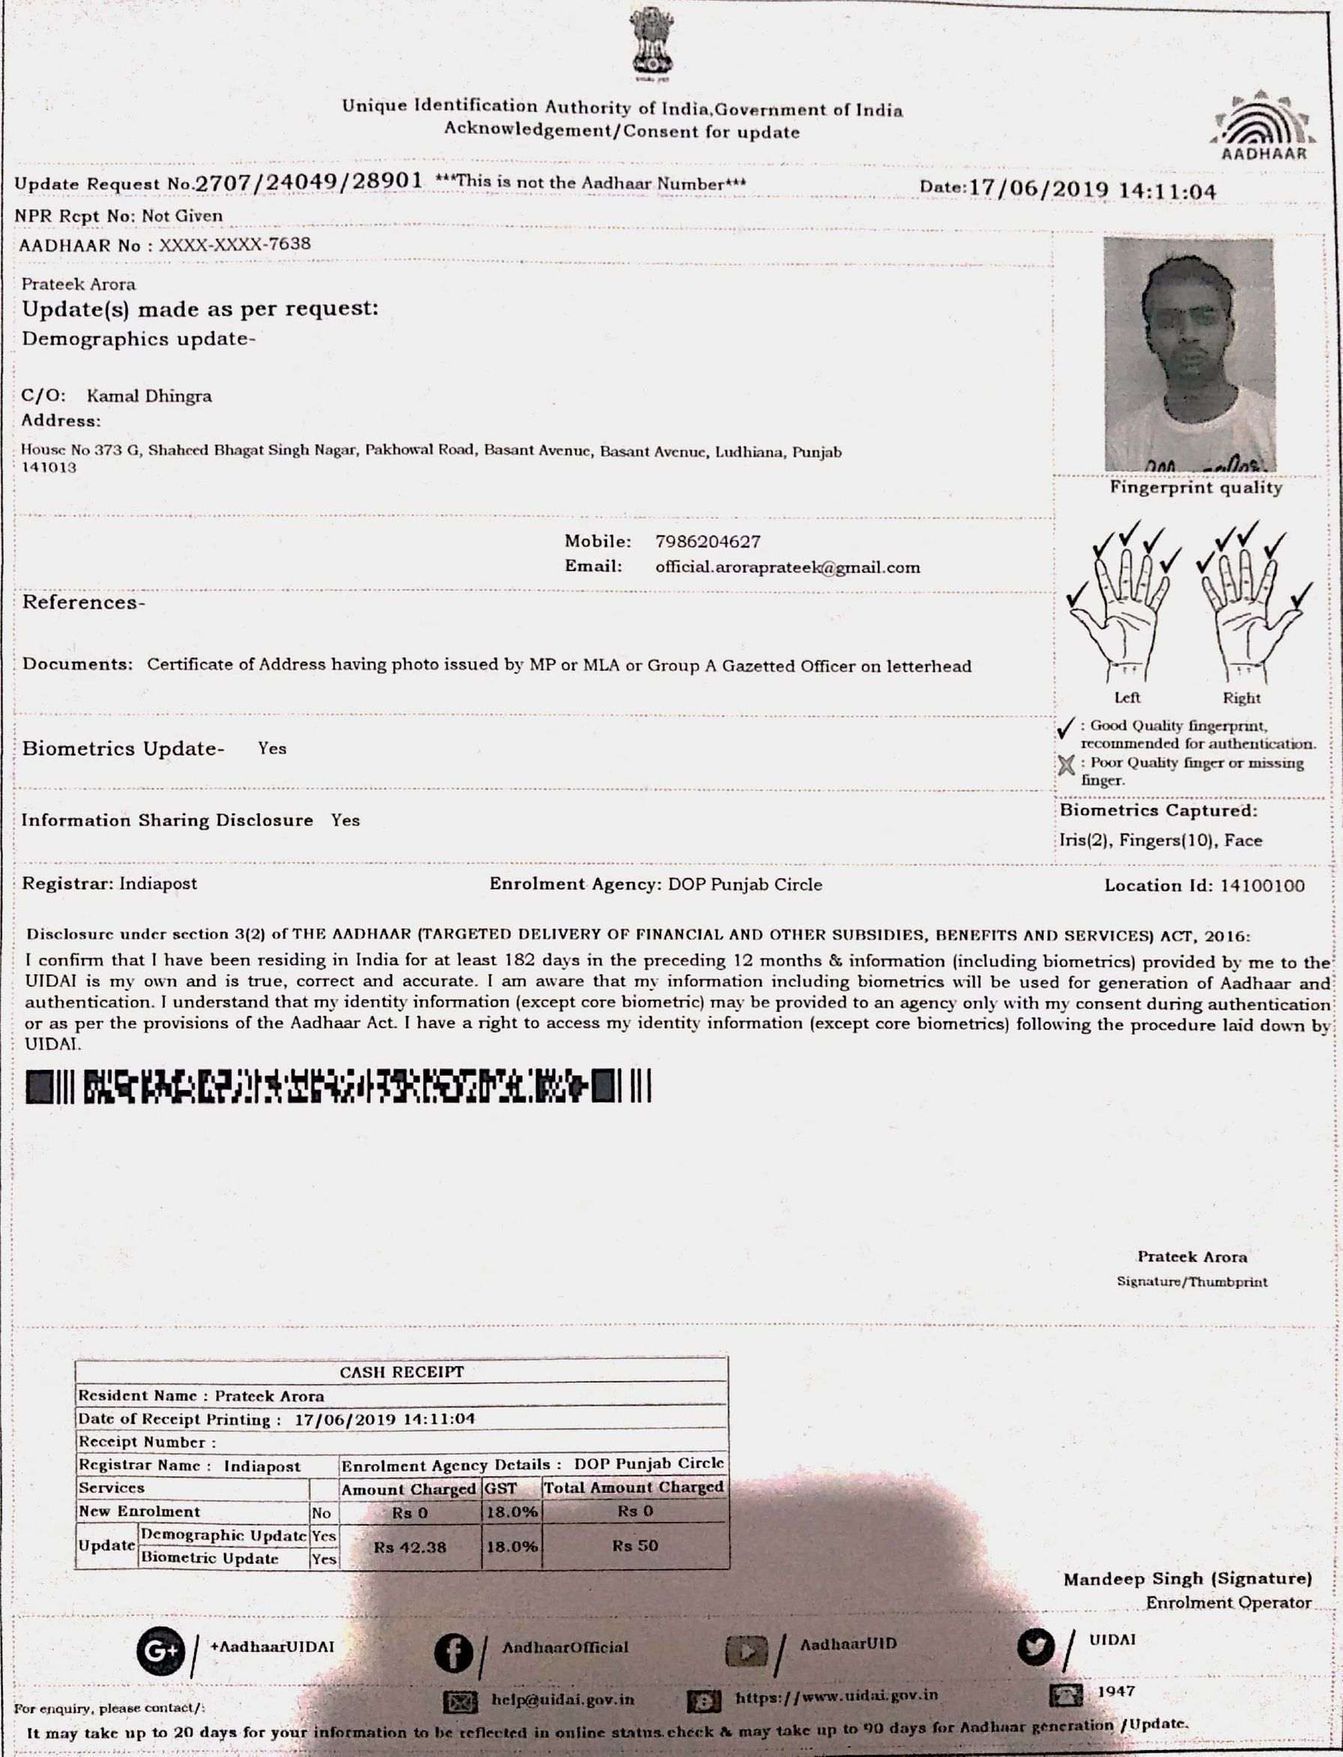 Unique Identification Authority of India,Government of India
Acknowledgement/Consent for update
AADHAAR
Update Request No.2707/24049/28901 ***This is not the Aadhaar Number***
Date:17/06/2019 14:11:04
NPR Rcpt No: Not Given
AADHAAR No : XXXX-XXXX-7638
Prateek Arora
Update(s) made as per request:
Demographics update-
C/O: Kamal Dhingra
Address:
House No 373 G, Shaheed Bhagat Singh Nagar, Pakhowal Road, Basant Avenue, Basant Avenue, Ludhiana, Punjab
141013
Mobile: 7986204627
Email: official.aroraprateek@gmail.com
References-
Documents: Certificate of Address having photo issued by MP or MLA or Group A Gazetted Officer on letterhead
Biometrics Update- Yes
Information Sharing Disclosure Yes
Fingerprint quality
Left Right
✓ : Good Quality fingerprint,
recommended for authentication.
X : Poor Quality finger or missing
finger.
Biometrics Captured:
Iris(2), Fingers(10), Face
Registrar: Indiapost Enrolment Agency: DOP Punjab Circle Location Id: 14100100
Disclosure under section 3(2) of THE AADHAAR (TARGETED DELIVERY OF FINANCIAL AND OTHER SUBSIDIES, BENEFITS AND SERVICES) ACT, 2016:
I confirm that I have been residing in India for at least 182 days in the preceding 12 months & information (including biometrics) provided by me to the
UIDAI is my own and is true, correct and accurate. I am aware that my information including biometrics will be used for generation of Aadhaar and
authentication. I understand that my identity information (except core biometric) may be provided to an agency only with my consent during authentication
or as per the provisions of the Aadhaar Act. I have a right to access my identity information (except core biometrics) following the procedure laid down by
UIDAI.
Prateek Arora
Signature/Thumbprint
CASH RECEIPT
Resident Name : Prateek Arora
Date of Receipt Printing : 17/06/2019 14:11:04
Receipt Number :
Registrar Name : Indiapost Enrolment Agency Details : DOP Punjab Circle
Services Amount Charged GST Total Amount Charged
New Enrolment No Rs 0 18.0% Rs 0
Update Demographic Update Yes Rs 42.38 18.0% Rs 50
Biometric Update Yes
Mandeep Singh (Signature)
Enrolment Operator
G+ / +AadhaarUIDAI f / AadhaarOfficial / AadhaarUID / UIDAI
For enquiry, please contact/: help@uidai.gov.in https://www.uidai.gov.in 1947
It may take up to 20 days for your information to be reflected in online status.check & may take up to 90 days for Aadhaar generation /Update.